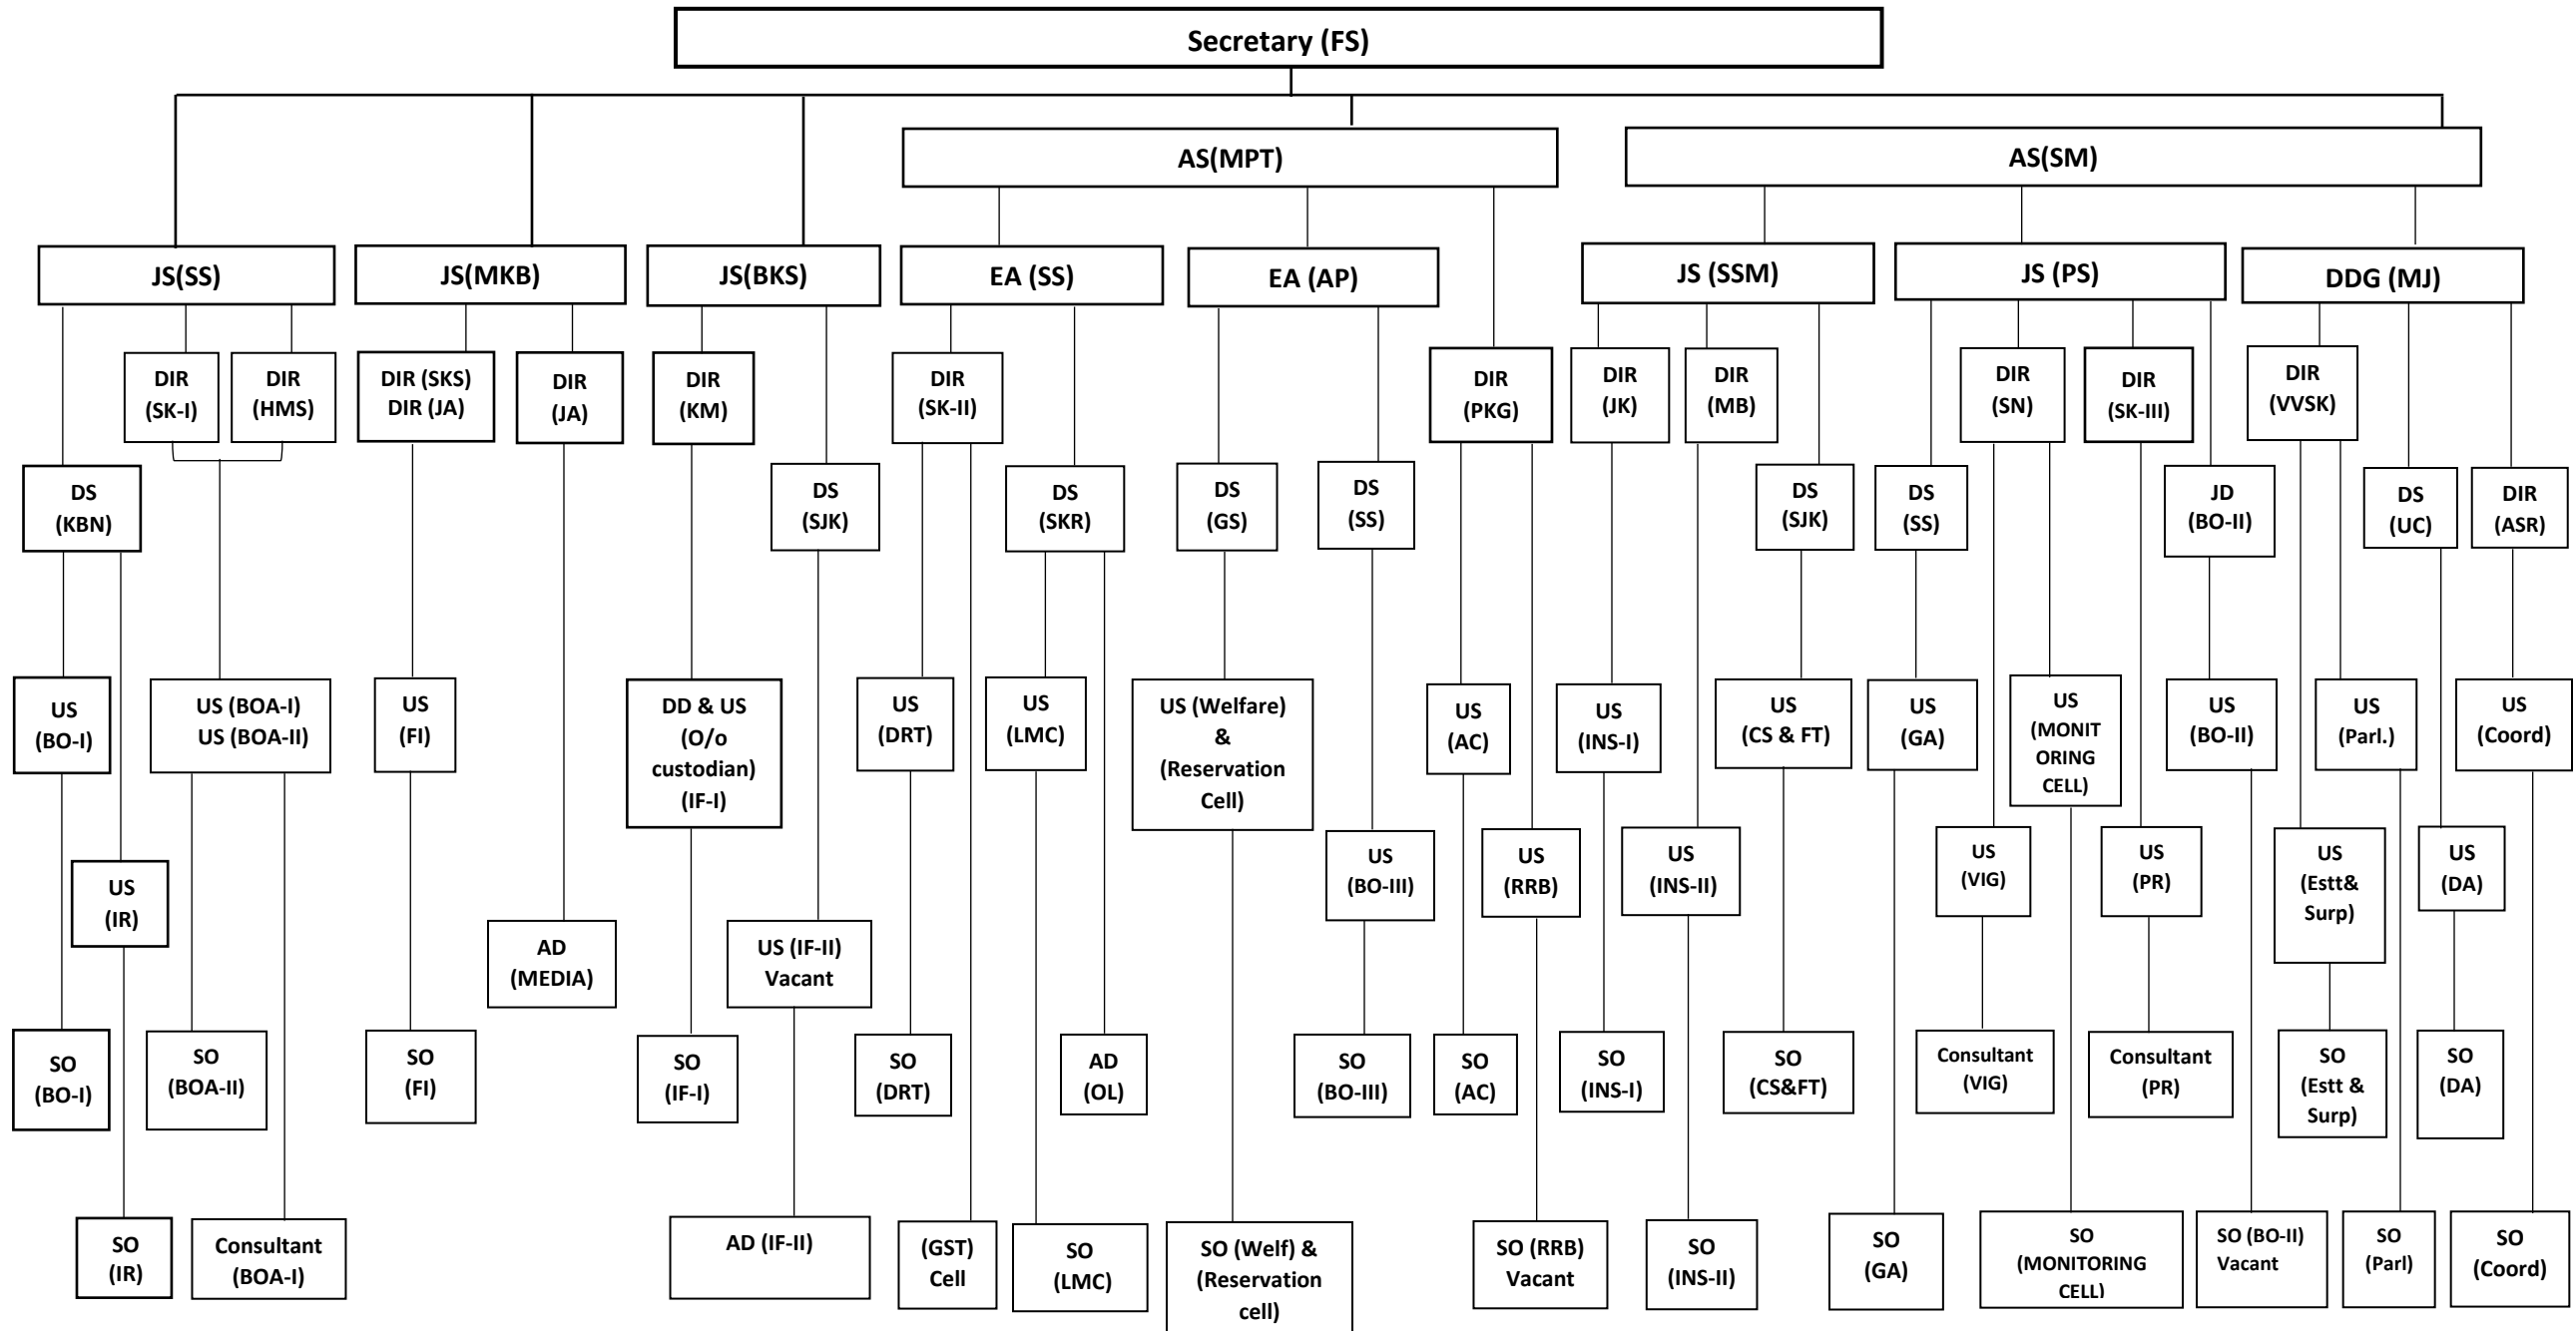 Secretary (FS)
AS(MPT)
AS(SM)
JS(SS)
JS(MKB)
JS(BKS)
EA (SS)
EA (AP)
JS (SSM)
JS (PS)
DDG (MJ)
DIR
(SK-I)
DIR
(HMS)
DIR (SKS)
DIR (JA)
DIR
(JA)
DIR
(KM)
DIR
(SK-II)
DIR
(PKG)
DIR
(JK)
DIR
(MB)
DIR
(SN)
DIR
(SK-III)
DIR
(VVSK)
DS
(KBN)
DS
(SJK)
DS
(SKR)
DS
(GS)
DS
(SS)
DS
(SJK)
DS
(SS)
JD
(BO-II)
DS
(UC)
DIR
(ASR)
US
(BO-I)
US (BOA-I)
US (BOA-II)
US
(FI)
DD & US
(O/o
custodian)
(IF-I)
US
(DRT)
US
(LMC)
US (Welfare)
&
(Reservation
Cell)
US
(AC)
US
(INS-I)
US
(CS & FT)
US
(GA)
US
(MONIT
ORING
CELL)
US
(BO-II)
US
(Parl.)
US
(Coord)
US
(IR)
AD
(MEDIA)
US (IF-II)
Vacant
US
(BO-III)
US
(RRB)
US
(INS-II)
US
(VIG)
US
(PR)
US
(Estt&
Surp)
US
(DA)
SO
(BO-I)
SO
(BOA-II)
SO
(FI)
SO
(IF-I)
SO
(DRT)
AD
(OL)
SO
(BO-III)
SO
(AC)
SO
(INS-I)
SO
(CS&FT)
Consultant
(VIG)
Consultant
(PR)
SO
(Estt &
Surp)
SO
(DA)
SO
(IR)
Consultant
(BOA-I)
AD (IF-II)
(GST)
Cell
SO
(LMC)
SO (Welf) &
(Reservation
cell)
SO (RRB)
Vacant
SO
(INS-II)
SO
(GA)
SO
(MONITORING
CELL)
SO (BO-II)
Vacant
SO
(Parl)
SO
(Coord)